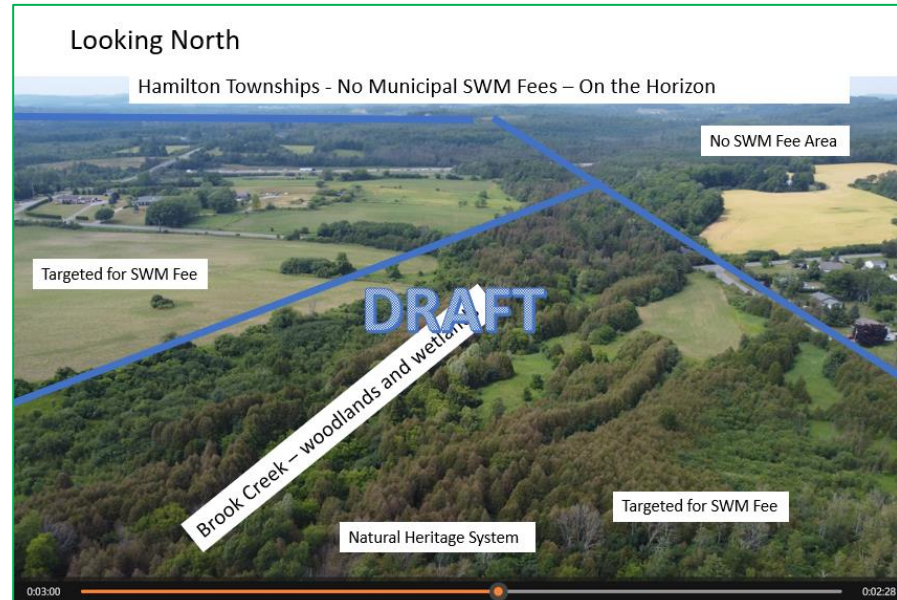 Looking North
Hamilton Townships - No Municipal SWM Fees – On the Horizon
No SWM Fee Area
Targeted for SWM Fee
DRAFT
Brook Creek – woodlands and wetlands
Targeted for SWM Fee
Natural Heritage System
0:03:00
0:02:28